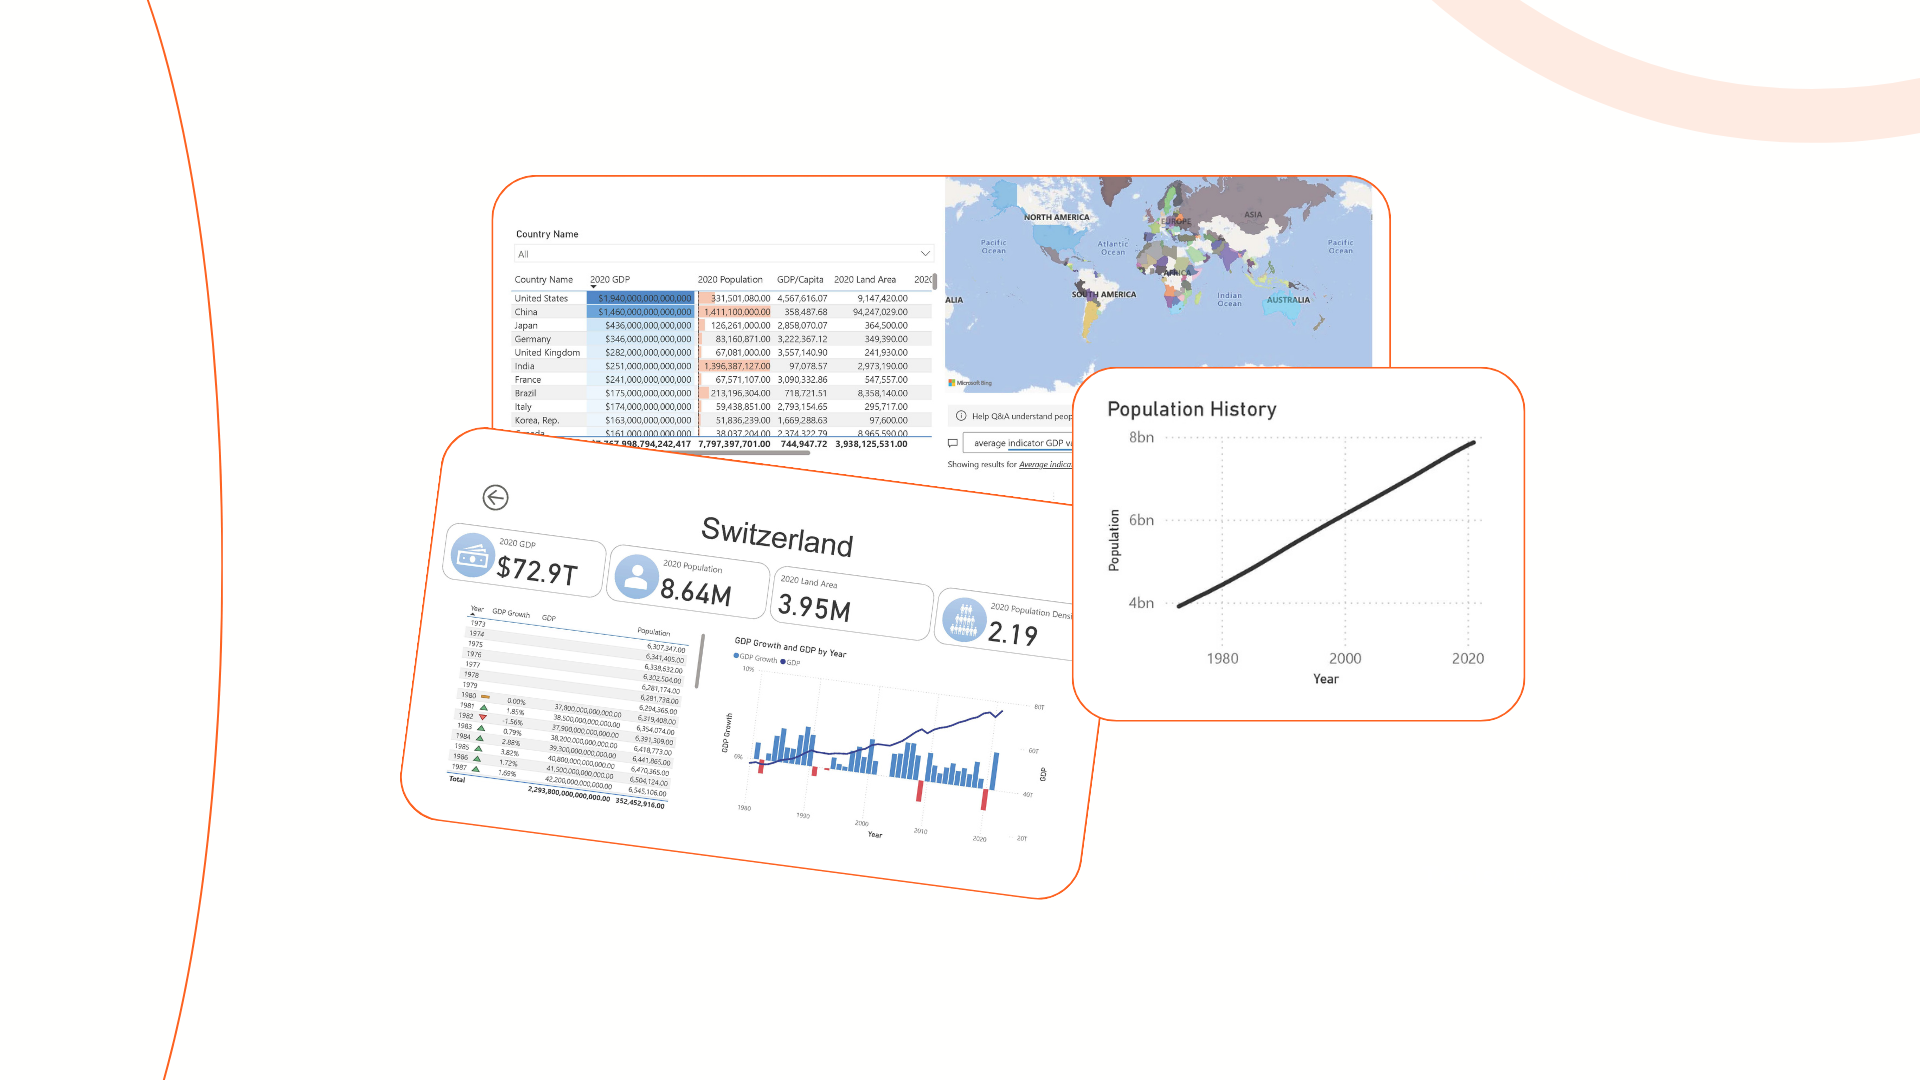 Country Name
All
Country Name 2020 GDP 2020 Population GDP/Capita 2020 Land Area 2020
United States $1,940,000,000,000,000 331,501,080.00 4,567,616.07 9,147,420.00
China $1,460,000,000,000,000 1,411,100,000.00 358,487.68 94,247,029.00
Japan $436,000,000,000,000 126,261,000.00 2,858,070.07 364,500.00
Germany $346,000,000,000,000 83,160,871.00 3,222,367.12 349,390.00
United Kingdom $282,000,000,000,000 67,081,000.00 3,557,140.90 241,930.00
India $251,000,000,000,000 1,396,387,127.00 97,078.57 2,973,190.00
France $241,000,000,000,000 67,571,107.00 3,090,332.86 547,557.00
Brazil $175,000,000,000,000 213,196,304.00 718,721.51 8,358,140.00
Italy $174,000,000,000,000 59,438,851.00 2,793,154.65 295,717.00
Korea, Rep. $163,000,000,000,000 51,836,239.00 1,669,288.63 97,600.00
$161,000,000,000,000 38,037,204.00 2,374,322.79 8,965,590.00
7,797,397,701.00 744,947.72 3,938,125,531.00
NORTH AMERICA
EUROPE
ASIA
Pacific
Ocean
Atlantic
Ocean
Pacific
Ocean
AFRICA
SOUTH AMERICA
Indian
Ocean
AUSTRALIA
ALIA
Microsoft Bing
Help Q&A understand peop
average indicator GDP v
Showing results for Average indica
Population History
8bn
6bn
4bn
Population
1980 2000 2020
Year
Switzerland
2020 GDP
$72.9T
2020 Population
8.64M
2020 Land Area
3.95M
2020 Population Dens
2.19
Year GDP Growth GDP Population
1973 6,307,347.00
1974 6,341,405.00
1975 6,338,632.00
1976 6,302,504.00
1977 6,281,174.00
1978 6,281,738.00
1979 6,294,365.00
1980 0.00% 37,800,000,000,000.00 6,319,408.00
1981 1.85% 38,500,000,000,000.00 6,354,074.00
1982 -1.56% 37,900,000,000,000.00 6,391,309.00
1983 0.79% 38,200,000,000,000.00 6,418,773.00
1984 2.88% 39,300,000,000,000.00 6,441,865.00
1985 3.82% 40,800,000,000,000.00 6,470,365.00
1986 1.72% 41,500,000,000,000.00 6,504,124.00
1987 1.69% 42,200,000,000,000.00 6,545,106.00
Total 2,293,800,000,000,000.00 352,452,916.00
GDP Growth and GDP by Year
GDP Growth GDP
10%
0%
GDP Growth
80T
60T
40T
20T
GDP
1980 1990 2000 2010 2020
Year